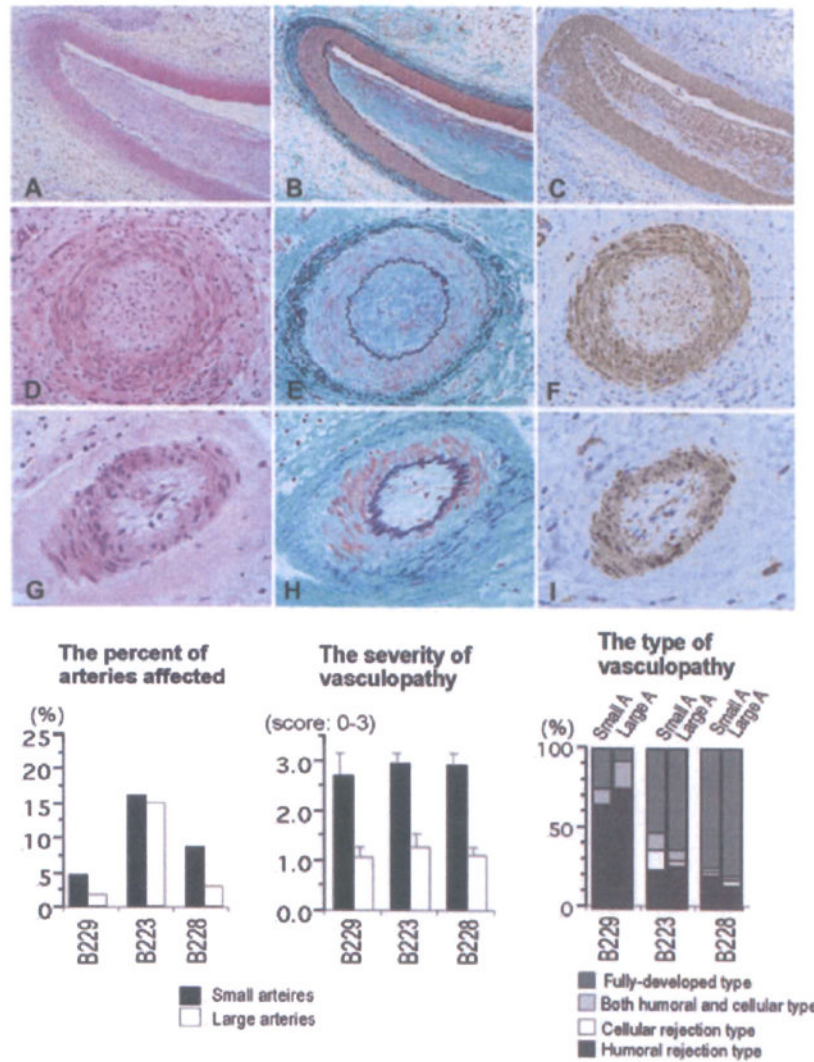 A
B
C
D
E
F
G
H
I
The percent of
arteries affected
(%)
25
20
15
10
5
0
B229
B223
B228
The severity of
vasculopathy
(score: 0-3)
3.0
2.0
1.0
0.0
B229
B223
B228
Small arteires
Large arteries
The type of
vasculopathy
(%)
Small A
Large A
Small A
Large A
Small A
Large A
100
50
0
B229
B223
B228
Fully-developed type
Both humoral and cellular type
Cellular rejection type
Humoral rejection type